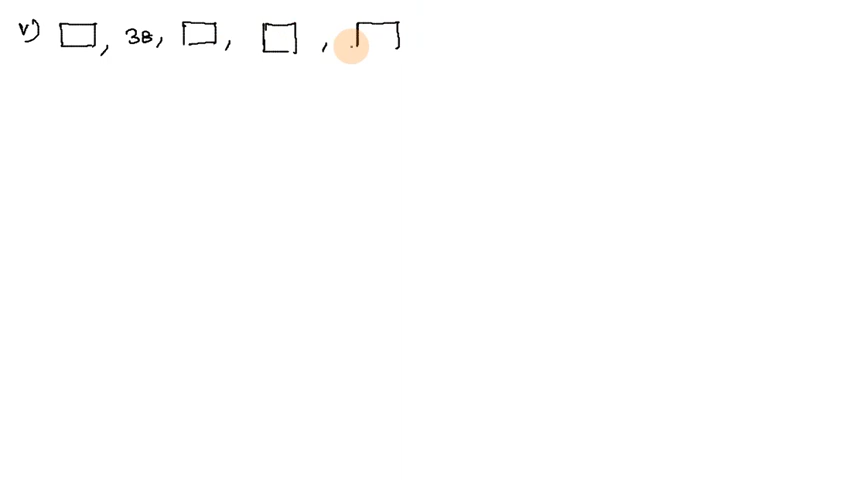 v) □, 38, □, □, □